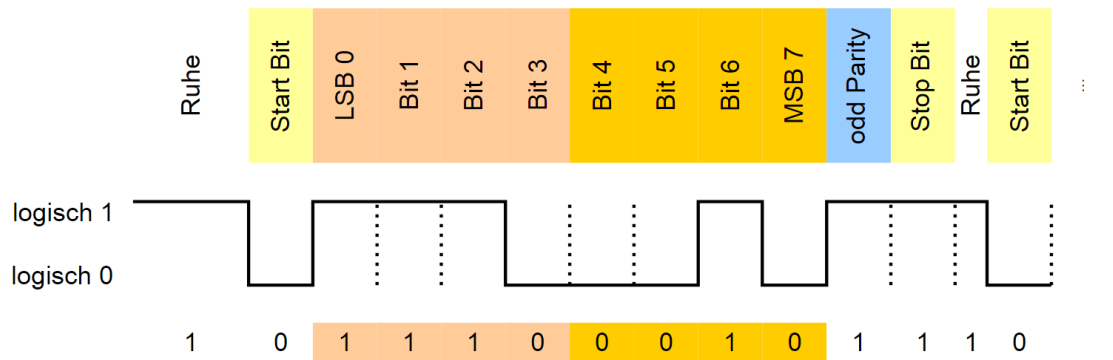 Ruhe
Start Bit
LSB 0
Bit 1
Bit 2
Bit 3
Bit 4
Bit 5
Bit 6
MSB 7
odd Parity
Stop Bit
Ruhe
Start Bit
...
logisch 1
logisch 0
1 0 1 1 1 0 0 0 1 0 1 1 1 0